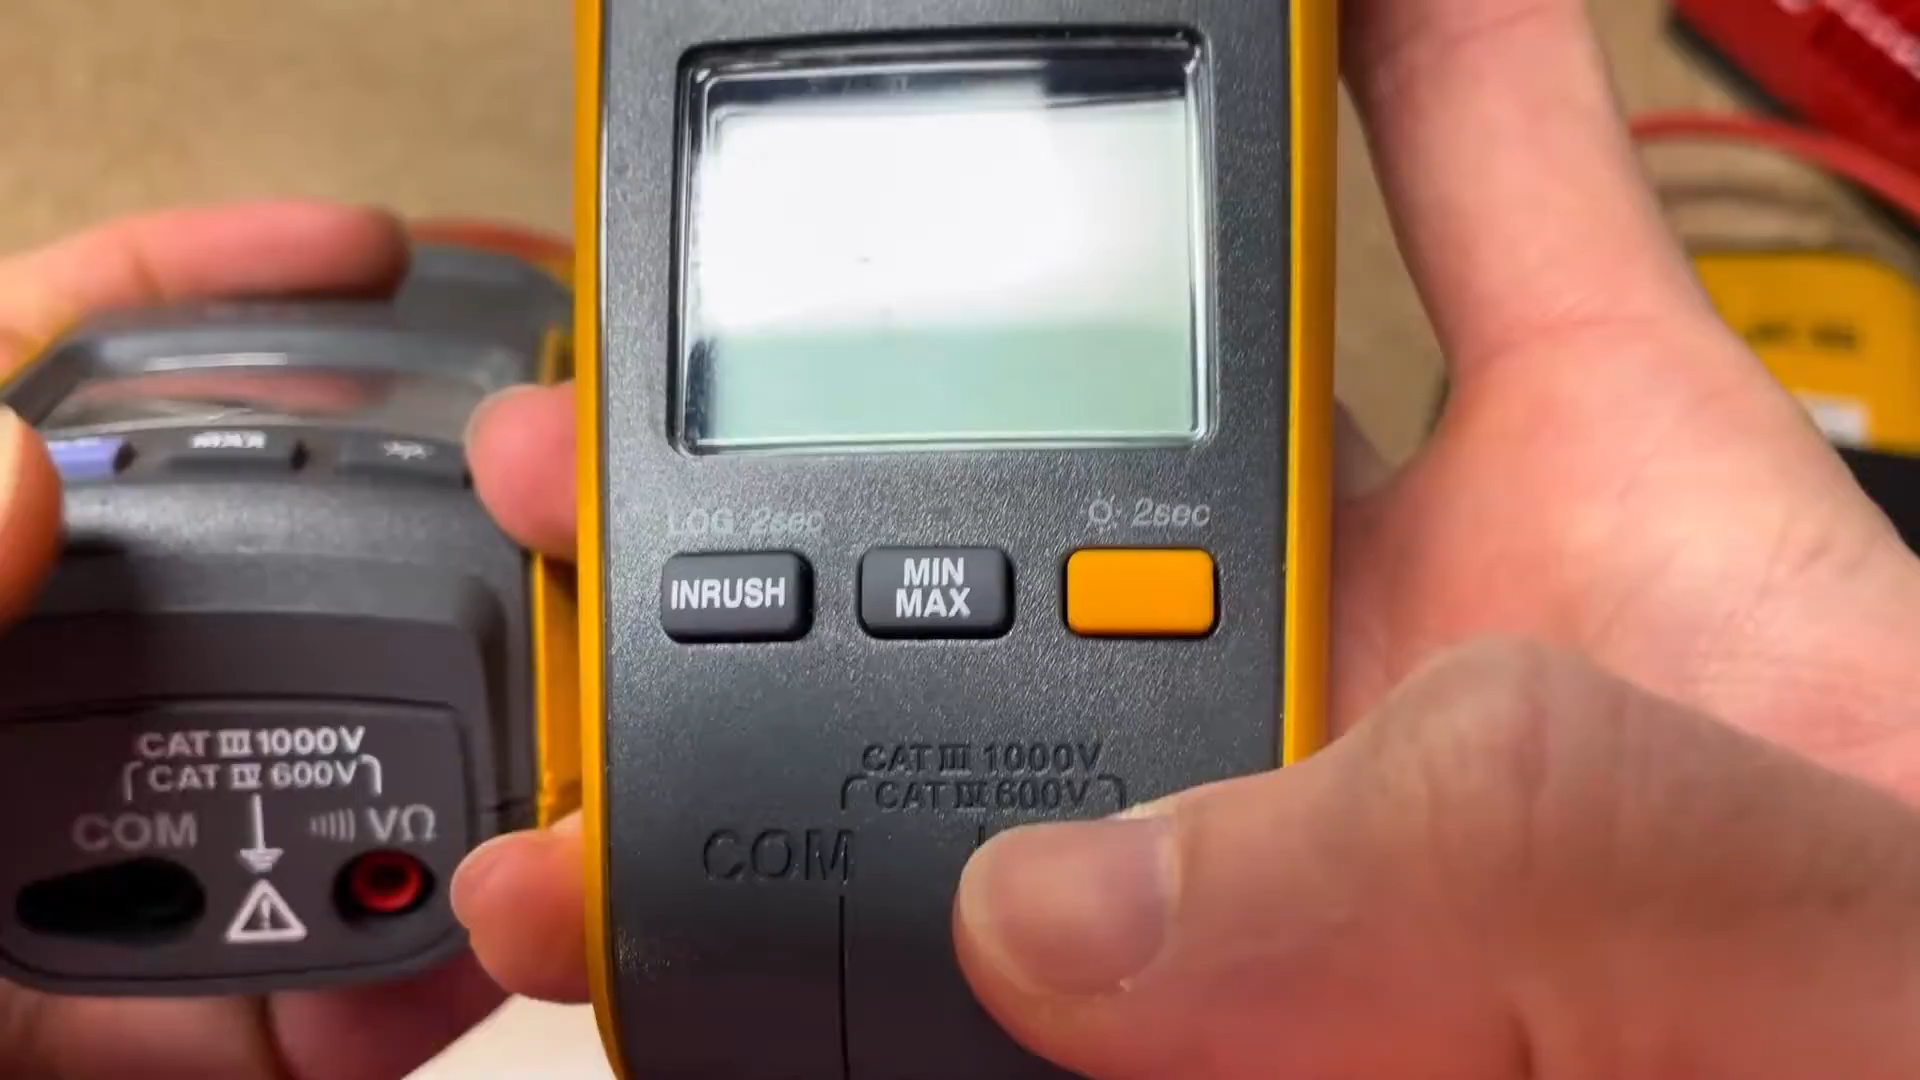 LOG 2sec
2sec
INRUSH
MIN
MAX
CAT III 1000V
CAT IV 600V
COM
CAT III 1000V
CAT IV 600V
COM
VΩ